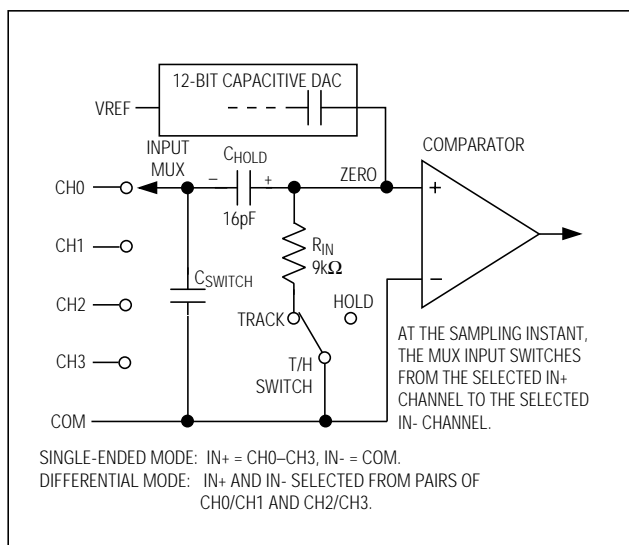 12-BIT CAPACITIVE DAC
VREF
COMPARATOR
INPUT
MUX
CHOLD
ZERO
– +
+
CH0
16pF
RIN
9kΩ
–
CH1
CSWITCH
CH2
HOLD
TRACK
CH3
T/H
SWITCH
COM
AT THE SAMPLING INSTANT,
THE MUX INPUT SWITCHES
FROM THE SELECTED IN+
CHANNEL TO THE SELECTED
IN- CHANNEL.
SINGLE-ENDED MODE: IN+ = CH0–CH3, IN- = COM.
DIFFERENTIAL MODE: IN+ AND IN- SELECTED FROM PAIRS OF
CH0/CH1 AND CH2/CH3.